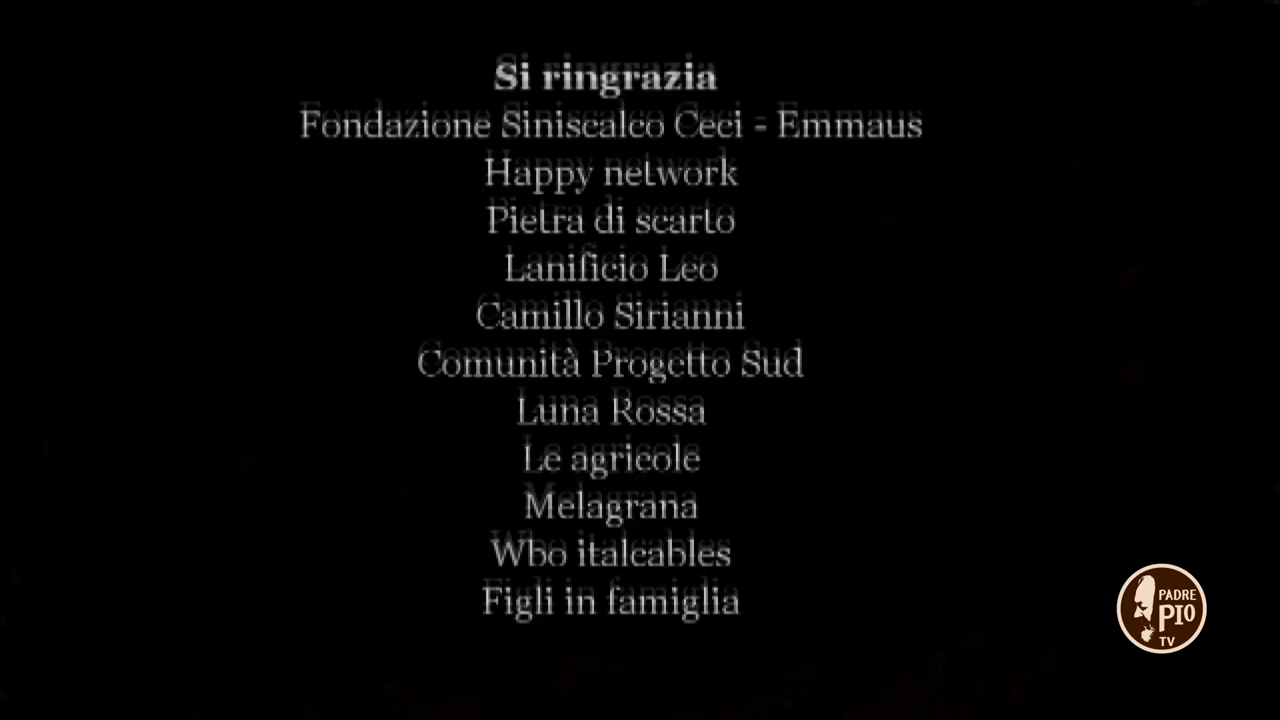 Si ringrazia
Fondazione Siniscalco Ceci - Emmaus
Happy network
Pietra di scarto
Lanificio Leo
Camillo Sirianni
Comunità Progetto Sud
Luna Rossa
Le agricole
Melagrana
Wbo italcables
Figli in famiglia
PADRE
PIO
TV